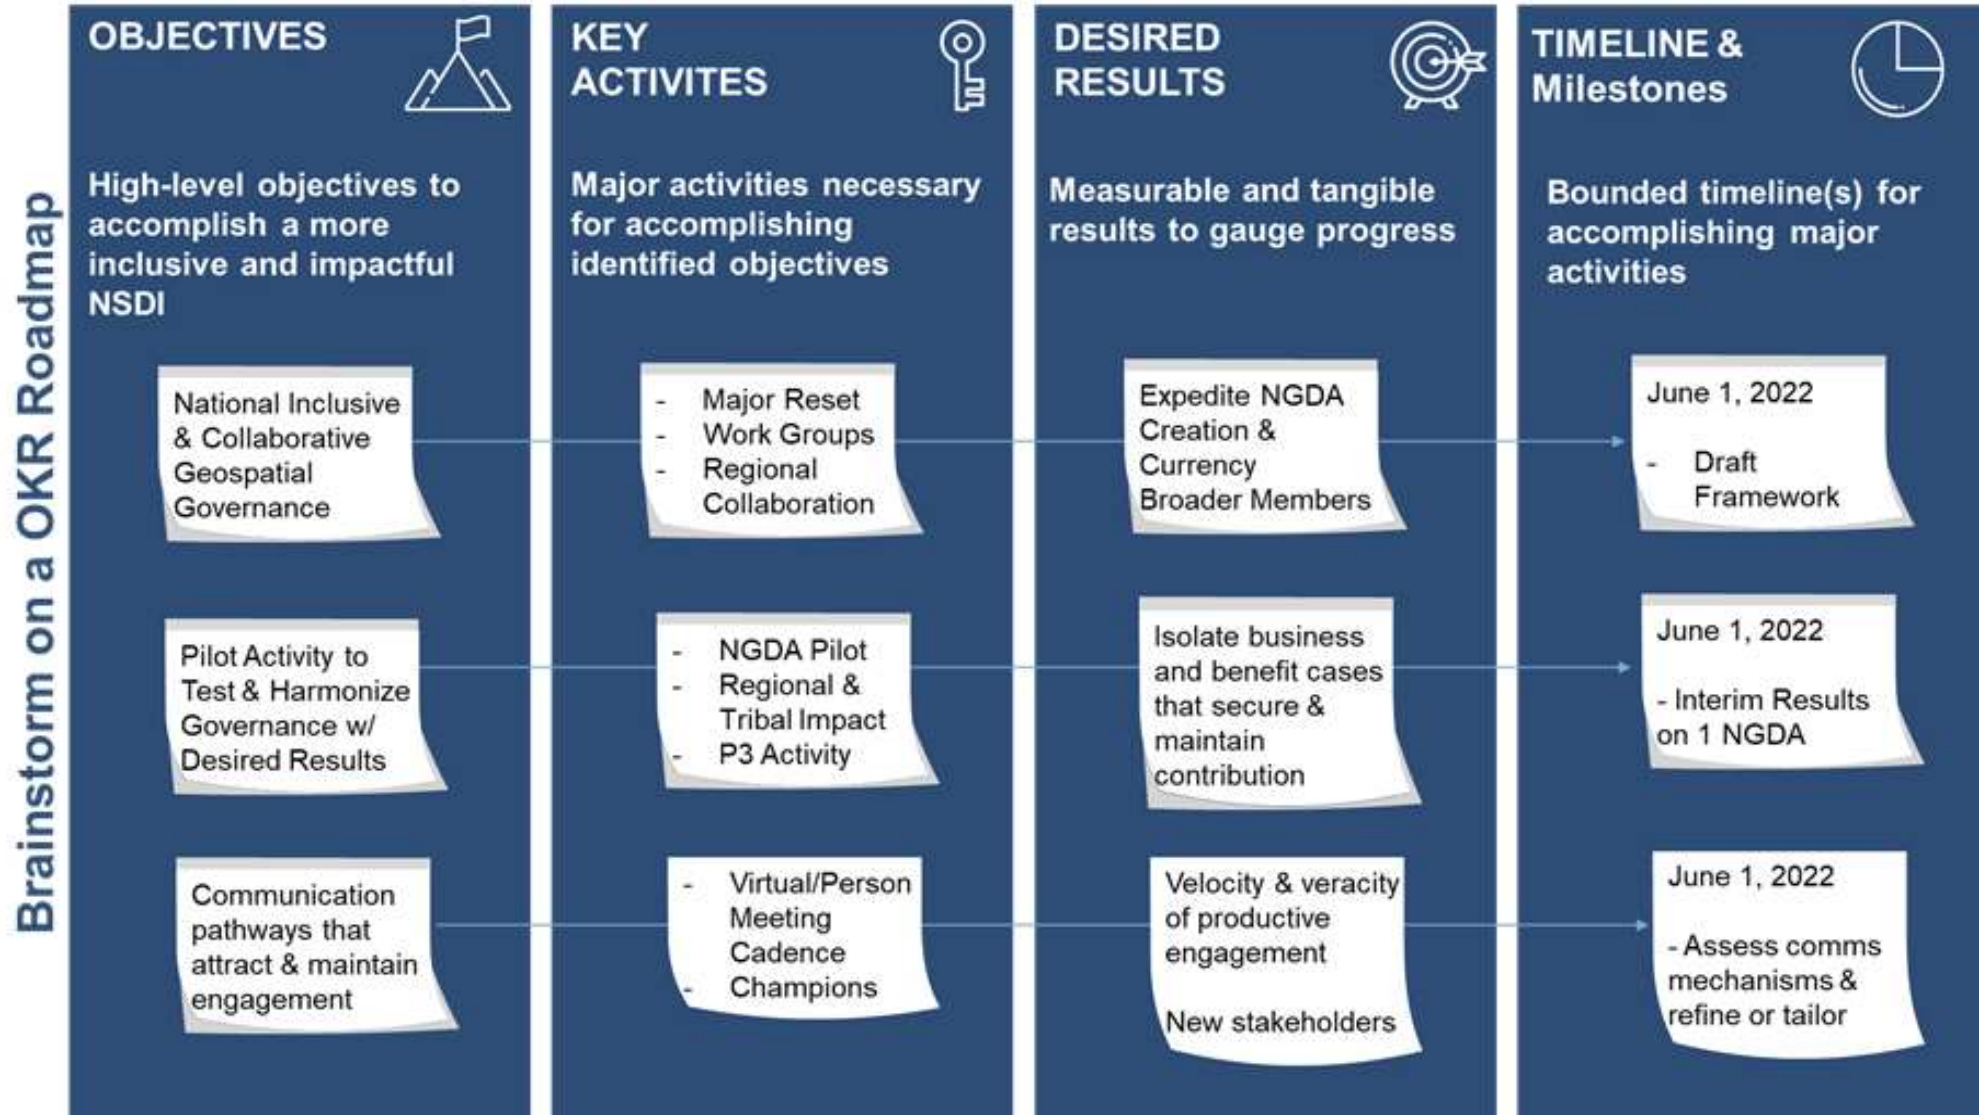 Brainstorm on a OKR Roadmap
OBJECTIVES
High-level objectives to
accomplish a more
inclusive and impactful
NSDI
National Inclusive
& Collaborative
Geospatial
Governance
Pilot Activity to
Test & Harmonize
Governance w/
Desired Results
Communication
pathways that
attract & maintain
engagement
KEY
ACTIVITES
Major activities necessary
for accomplishing
identified objectives
- Major Reset
- Work Groups
- Regional
Collaboration
- NGDA Pilot
- Regional &
Tribal Impact
- P3 Activity
- Virtual/Person
Meeting
Cadence
- Champions
DESIRED
RESULTS
Measurable and tangible
results to gauge progress
Expedite NGDA
Creation &
Currency
Broader Members
Isolate business
and benefit cases
that secure &
maintain
contribution
Velocity & veracity
of productive
engagement
New stakeholders
TIMELINE &
Milestones
Bounded timeline(s) for
accomplishing major
activities
June 1, 2022
- Draft
Framework
June 1, 2022
- Interim Results
on 1 NGDA
June 1, 2022
- Assess comms
mechanisms &
refine or tailor